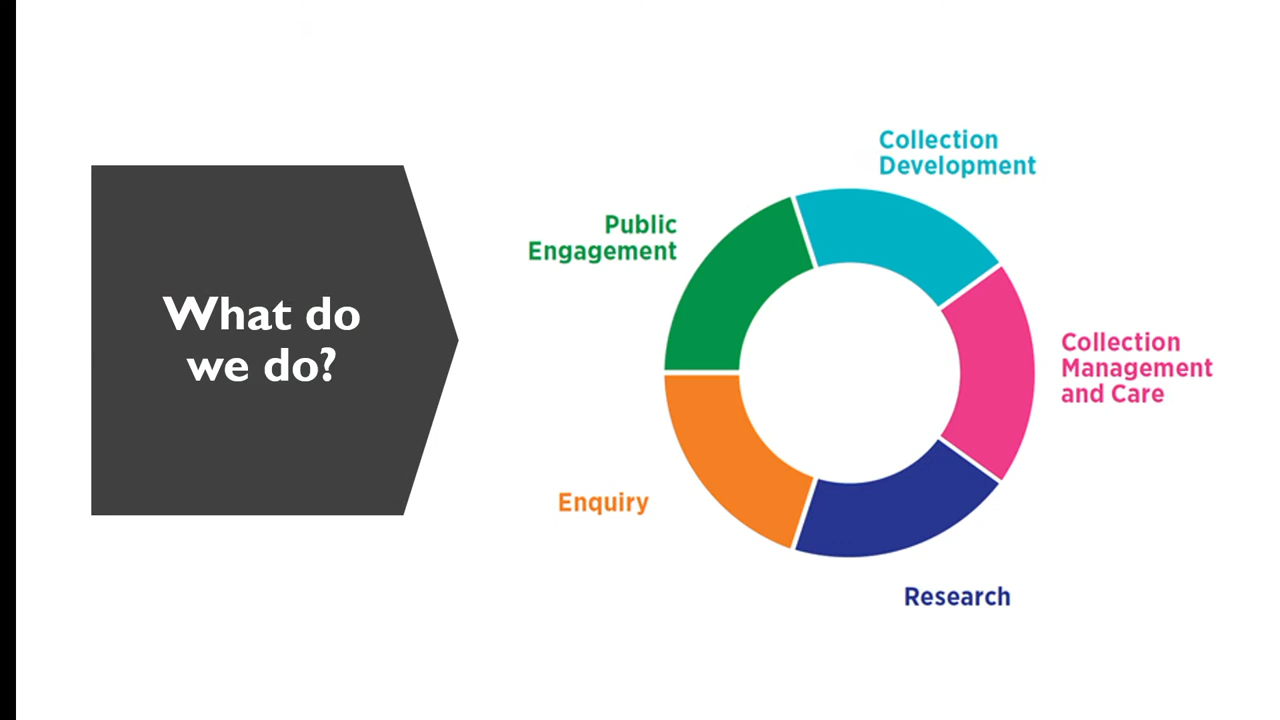 What do
we do?
Collection
Development
Public
Engagement
Collection
Management
and Care
Enquiry
Research